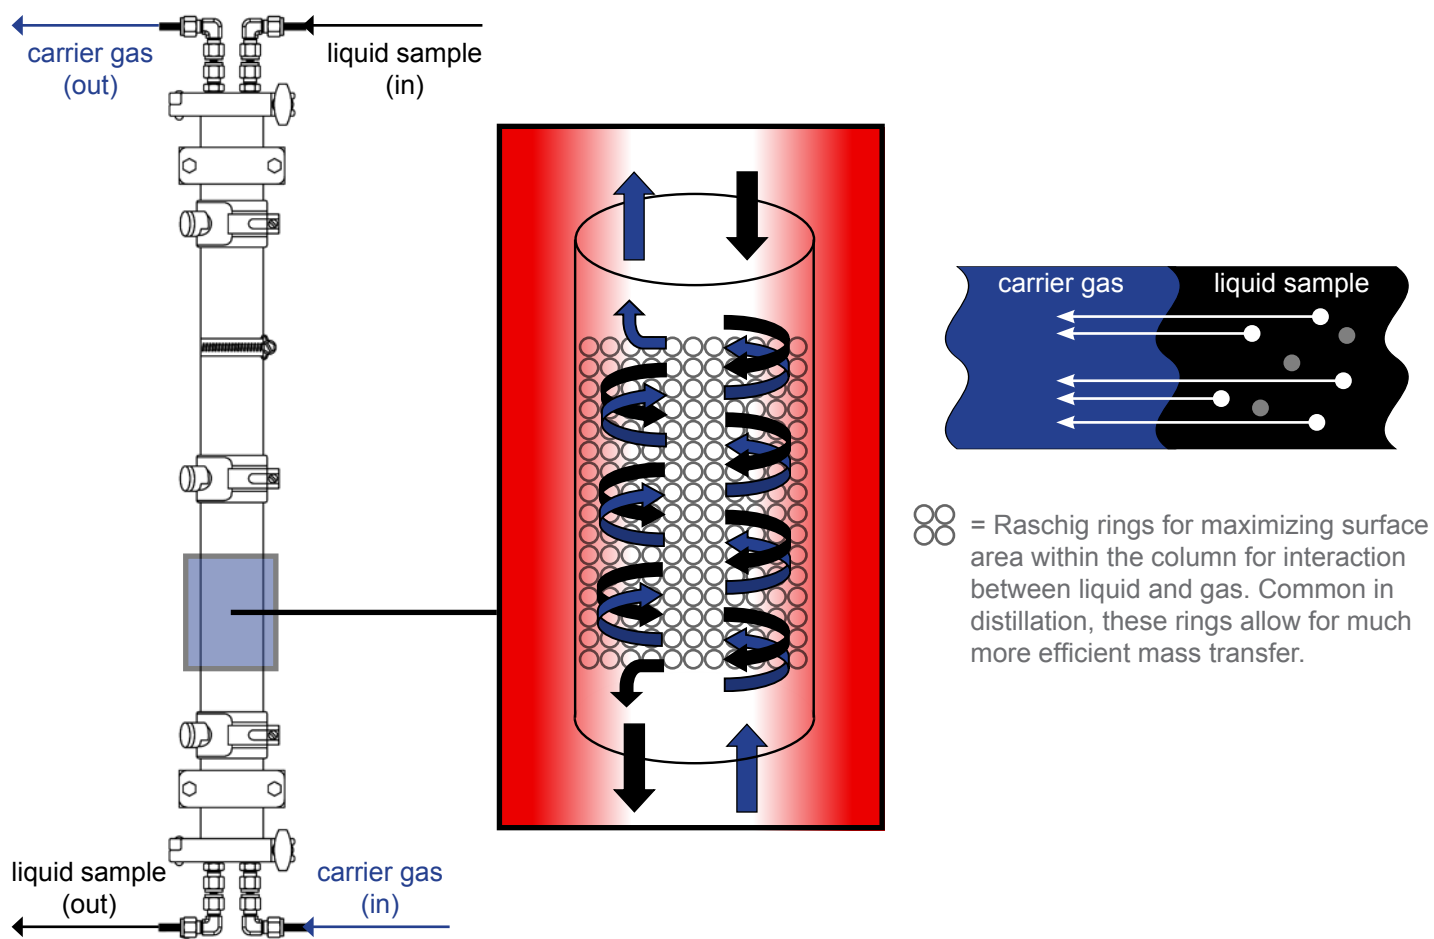 carrier gas
(out)
liquid sample
(in)
carrier gas
liquid sample
= Raschig rings for maximizing surface
area within the column for interaction
between liquid and gas. Common in
distillation, these rings allow for much
more efficient mass transfer.
liquid sample
(out)
carrier gas
(in)